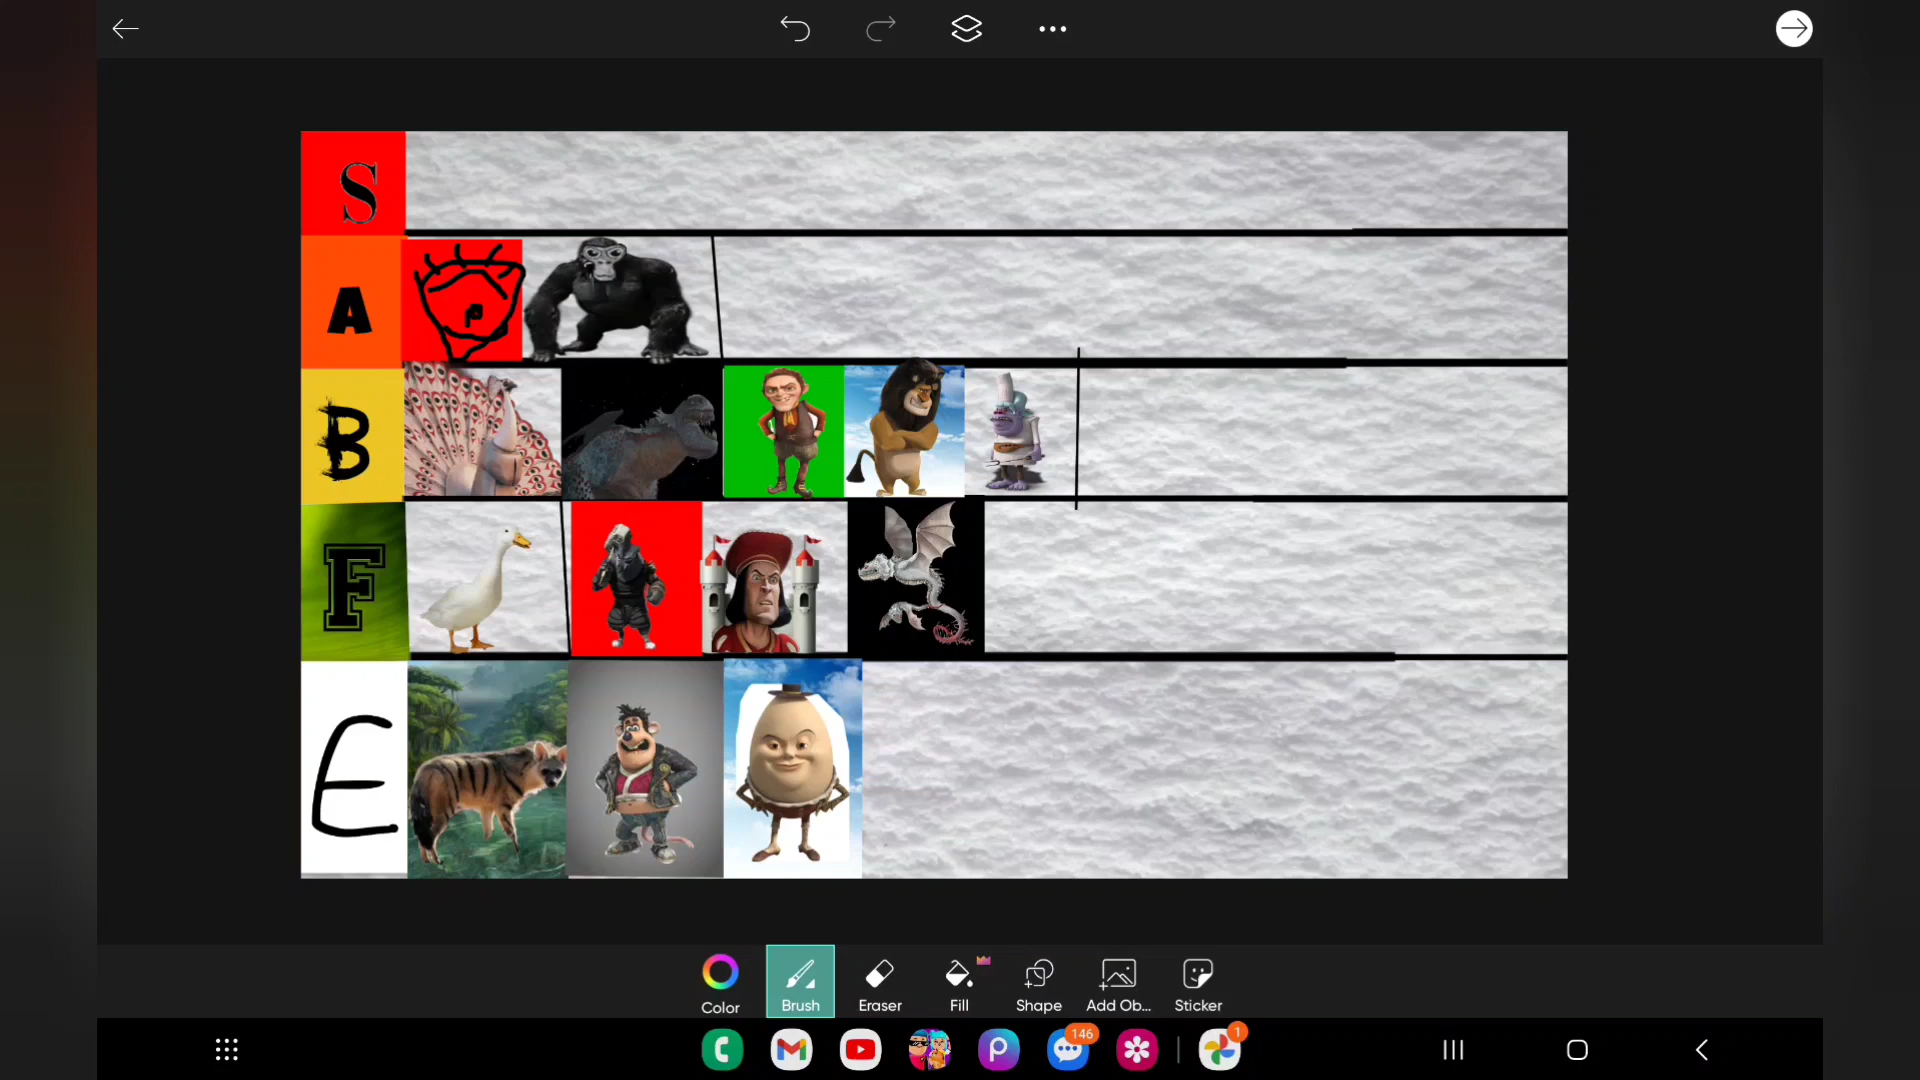 S
A
P
B
F
E
Color
Brush
Eraser
Fill
Shape
Add Ob...
Sticker
146
1